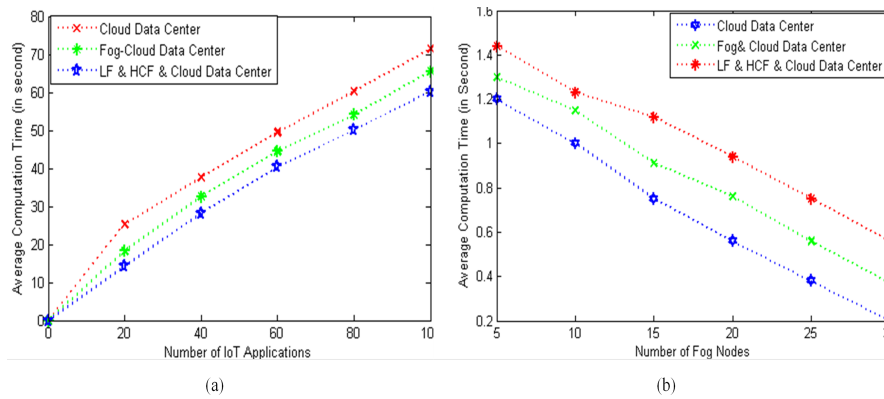 80
70
60
50
40
30
20
10
0
Average Computation Time (in second)
Cloud Data Center
Fog-Cloud Data Center
LF & HCF & Cloud Data Center
0 20 40 60 80 10
Number of IoT Applications
(a)
1.6
1.4
1.2
1
0.8
0.6
0.4
0.2
Average Computation Time (in Second)
Cloud Data Center
Fog& Cloud Data Center
LF & HCF & Cloud Data Center
5 10 15 20 25
Number of Fog Nodes
(b)